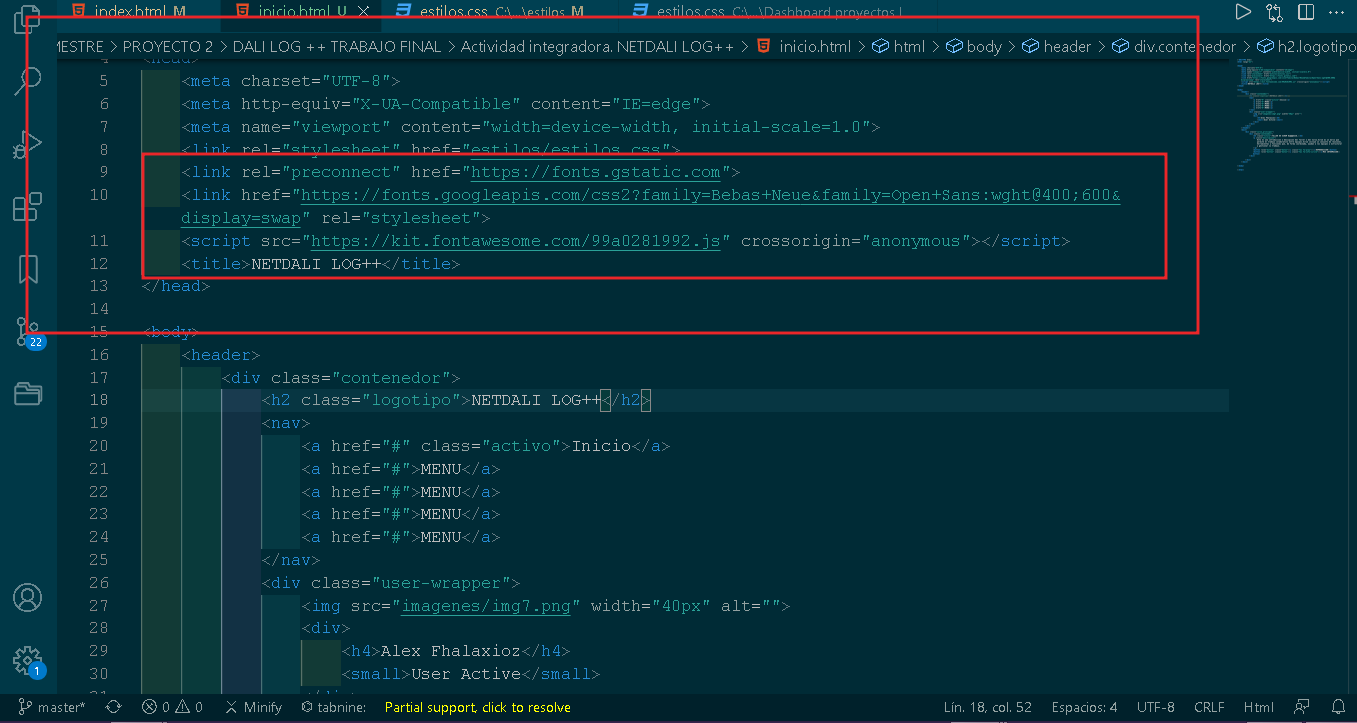 index.html M inicio.html U estilos.css C:\...\estilos M estilos.css C:\...\Dashboard proyectos I
MESTRE > PROYECTO 2 > DALI LOG ++ TRABAJO FINAL > Actividad integradora. NETDALI LOG++ > inicio.html > html > body > header > div.contenedor > h2.logotipo
4 <head>
5 <meta charset="UTF-8">
6 <meta http-equiv="X-UA-Compatible" content="IE=edge">
7 <meta name="viewport" content="width=device-width, initial-scale=1.0">
8 <link rel="stylesheet" href="estilos/estilos.css">
9 <link rel="preconnect" href="https://fonts.gstatic.com">
10 <link href="https://fonts.googleapis.com/css2?family=Bebas+Neue&family=Open+Sans:wght@400;600&
display=swap" rel="stylesheet">
11 <script src="https://kit.fontawesome.com/99a0281992.js" crossorigin="anonymous"></script>
12 <title>NETDALI LOG++</title>
13 </head>
14
15 <body>
16 <header>
17 <div class="contenedor">
18 <h2 class="logotipo">NETDALI LOG++</h2>
19 <nav>
20 <a href="#" class="activo">Inicio</a>
21 <a href="#">MENU</a>
22 <a href="#">MENU</a>
23 <a href="#">MENU</a>
24 <a href="#">MENU</a>
25 </nav>
26 <div class="user-wrapper">
27 <img src="imagenes/img7.png" width="40px" alt="">
28 <div>
29 <h4>Alex Fhalaxioz</h4>
30 <small>User Active</small>
31 </div>
22
1
master* 0 0 Minify tabnine: Partial support, click to resolve Lín. 18, col. 52 Espacios: 4 UTF-8 CRLF Html